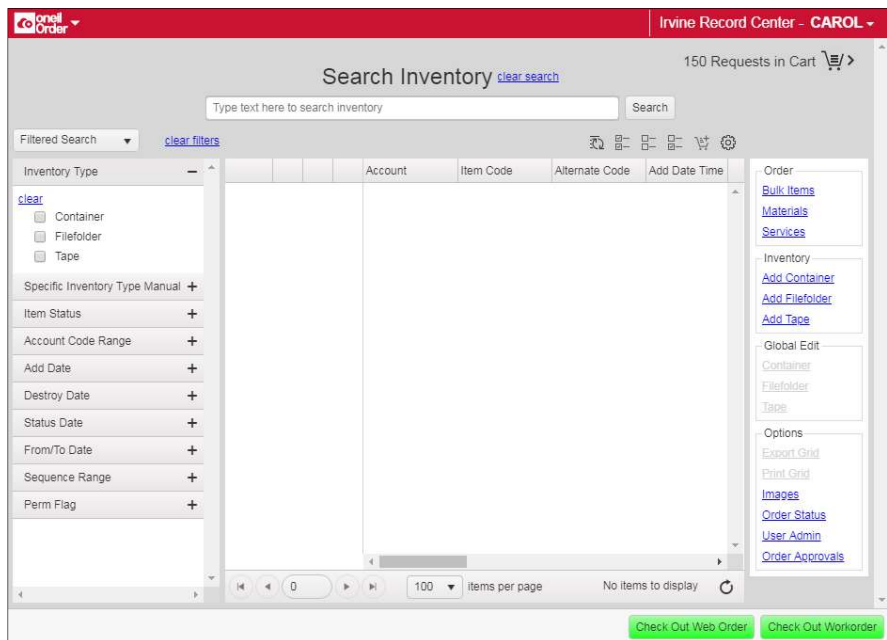 oneil
Order
Irvine Record Center - CAROL
150 Requests in Cart
Search Inventory clear search
Type text here to search inventory
Search
Filtered Search
clear filters
Inventory Type
clear
Container
Filefolder
Tape
Specific Inventory Type Manual
Item Status
Account Code Range
Add Date
Destroy Date
Status Date
From/To Date
Sequence Range
Perm Flag
Account Item Code Alternate Code Add Date Time
0
100 items per page
No items to display
Order
Bulk Items
Materials
Services
Inventory
Add Container
Add Filefolder
Add Tape
Global Edit
Container
Filefolder
Tape
Options
Export Grid
Print Grid
Images
Order Status
User Admin
Order Approvals
Check Out Web Order
Check Out Workorder